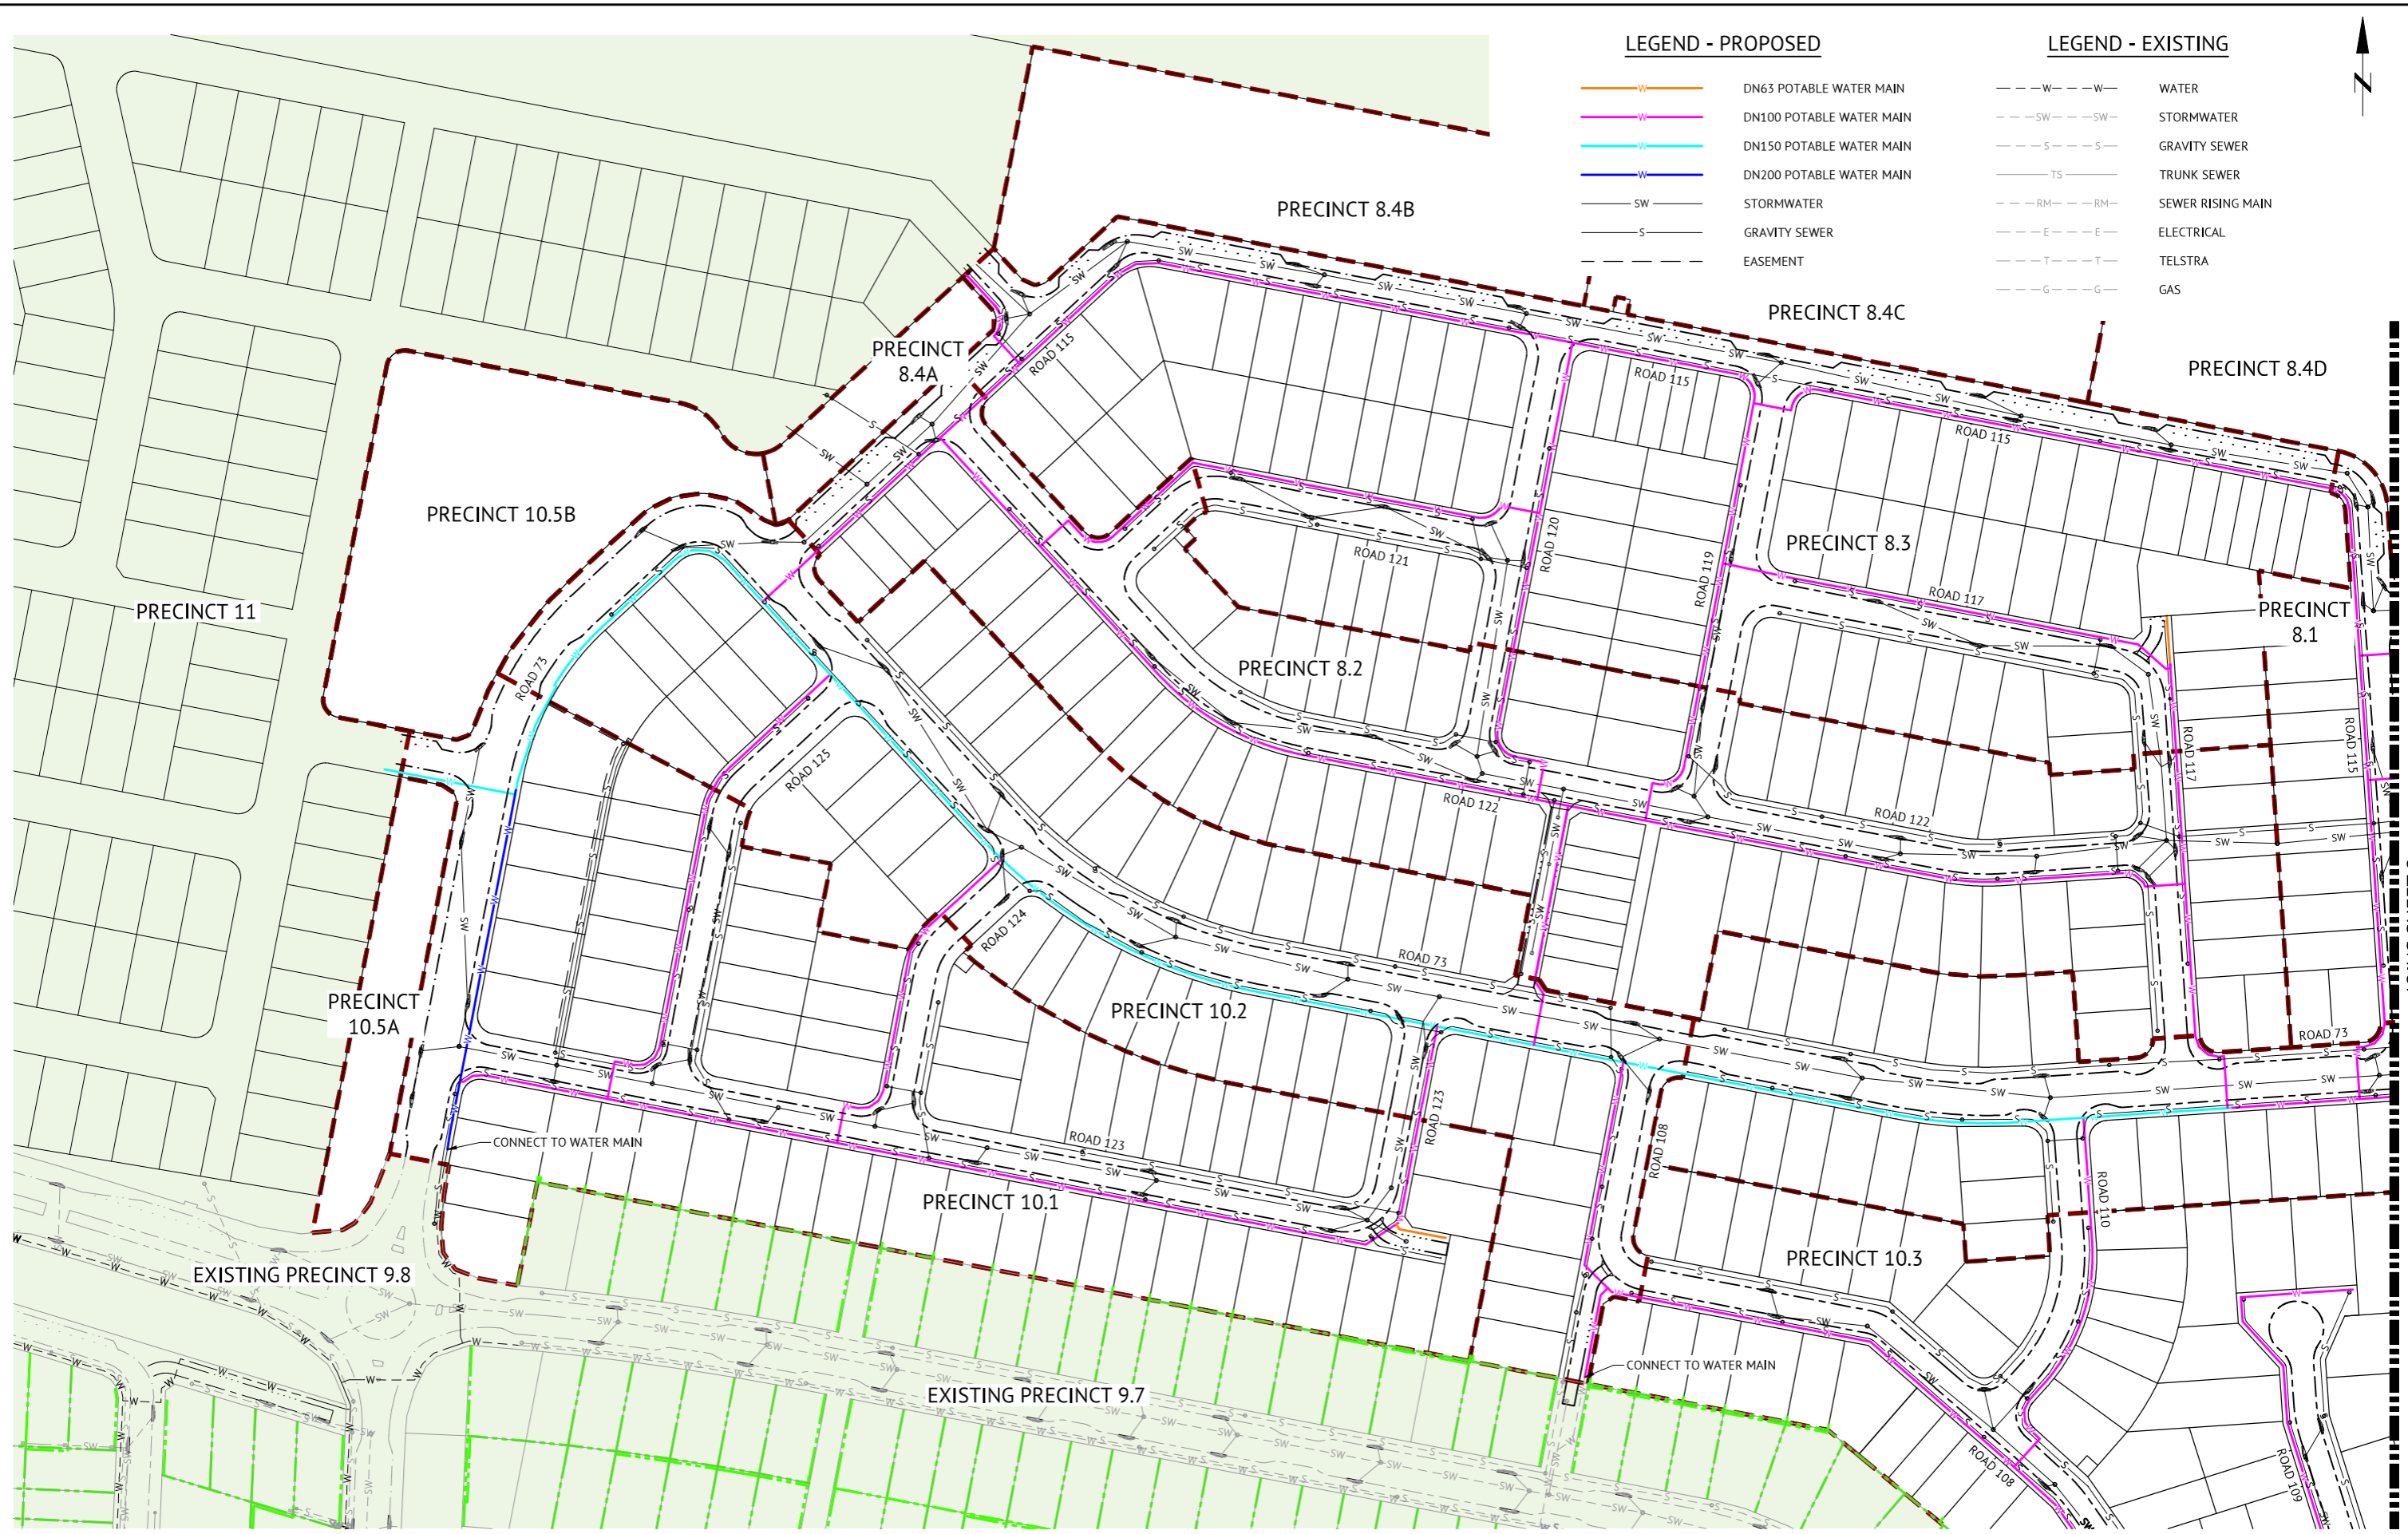 LEGEND - PROPOSED
W DN63 POTABLE WATER MAIN
W DN100 POTABLE WATER MAIN
W DN150 POTABLE WATER MAIN
W DN200 POTABLE WATER MAIN
SW STORMWATER
S GRAVITY SEWER
EASEMENT
LEGEND - EXISTING
W W WATER
SW SW STORMWATER
S S GRAVITY SEWER
TS TRUNK SEWER
RM RM SEWER RISING MAIN
E E ELECTRICAL
T T TELSTRA
G G GAS
N
PRECINCT 8.4B
PRECINCT 8.4C
PRECINCT 8.4D
PRECINCT
8.4A
ROAD 115
ROAD 115
ROAD 115
PRECINCT 10.5B
PRECINCT 11
ROAD 121
ROAD 120
ROAD 119
PRECINCT 8.3
ROAD 117
PRECINCT
8.1
PRECINCT 8.2
ROAD 73
ROAD 125
ROAD 122
ROAD 122
ROAD 117
ROAD 115
ROAD 124
ROAD 73
PRECINCT
10.5A
PRECINCT 10.2
ROAD 73
ROAD 123
ROAD 123
ROAD 108
ROAD 110
CONNECT TO WATER MAIN
PRECINCT 10.1
PRECINCT 10.3
EXISTING PRECINCT 9.8
EXISTING PRECINCT 9.7
CONNECT TO WATER MAIN
ROAD 108
ROAD 109